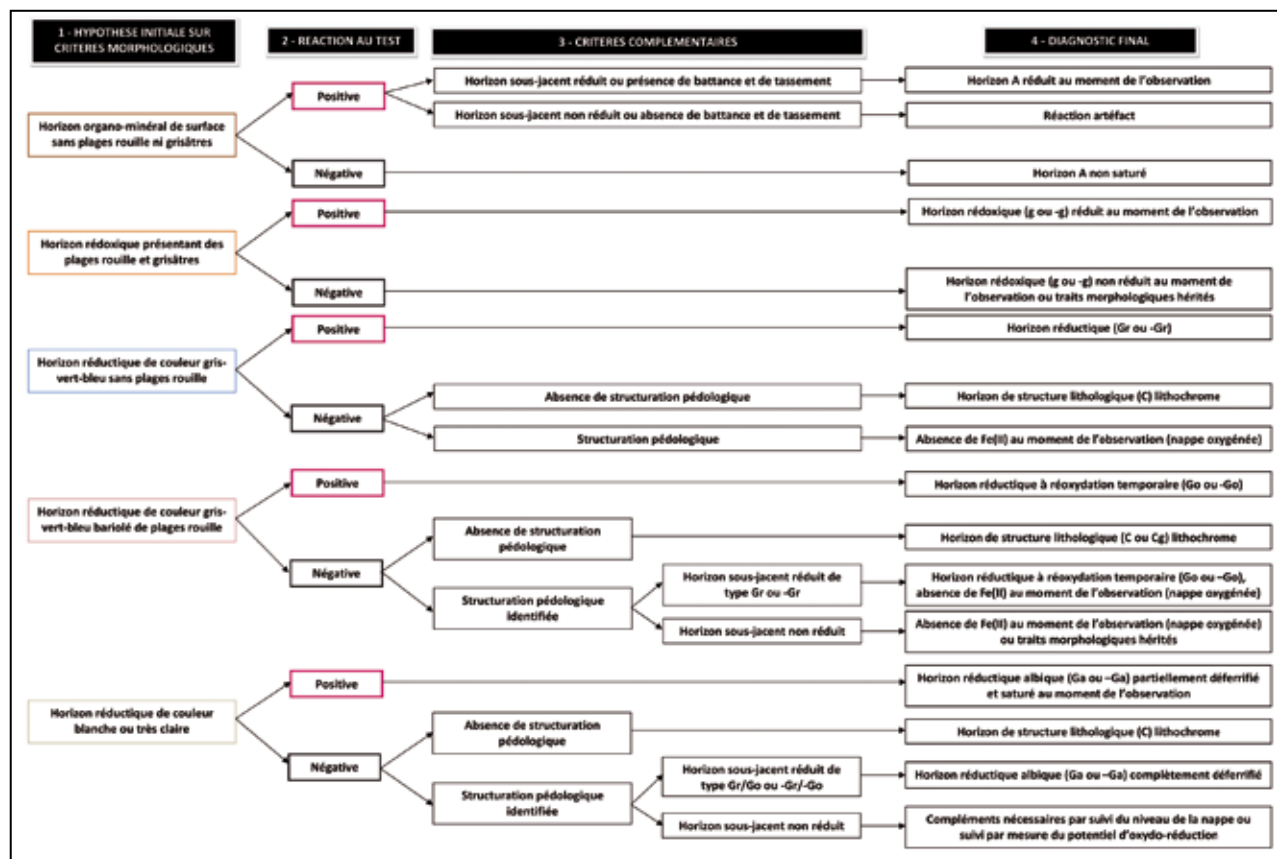 1 - HYPOTHESE INITIALE SUR
CRITERES MORPHOLOGIQUES
2 - REACTION AU TEST
3 - CRITERES COMPLEMENTAIRES
4 - DIAGNOSTIC FINAL
Horizon organo-minéral de surface
sans plages rouille ni grisâtres
Positive
Horizon sous-jacent réduit ou présence de battance et de tassement
Horizon A réduit au moment de l'observation
Horizon sous-jacent non réduit ou absence de battance et de tassement
Réaction artéfact
Négative
Horizon A non saturé
Horizon rédoxique présentant des
plages rouille et grisâtres
Positive
Horizon rédoxique (g ou -g) réduit au moment de l'observation
Négative
Horizon rédoxique (g ou -g) non réduit au moment de
l'observation ou traits morphologiques hérités
Horizon réductique de couleur gris-
vert-bleu sans plages rouille
Positive
Horizon réductique (Gr ou -Gr)
Négative
Absence de structuration pédologique
Horizon de structure lithologique (C) lithochrome
Structuration pédologique
Absence de Fe(II) au moment de l'observation (nappe oxygénée)
Horizon réductique de couleur gris-
vert-bleu bariolé de plages rouille
Positive
Horizon réductique à réoxydation temporaire (Go ou -Go)
Négative
Absence de structuration
pédologique
Horizon de structure lithologique (C ou Cg) lithochrome
Structuration pédologique
identifiée
Horizon sous-jacent réduit de
type Gr ou -Gr
Horizon réductique à réoxydation temporaire (Go ou –Go),
absence de Fe(II) au moment de l'observation (nappe oxygénée)
Horizon sous-jacent non réduit
Absence de Fe(II) au moment de l'observation (nappe oxygénée)
ou traits morphologiques hérités
Horizon réductique de couleur
blanche ou très claire
Positive
Horizon réductique albique (Ga ou –Ga) partiellement déferrifié
et saturé au moment de l'observation
Négative
Absence de structuration
pédologique
Horizon de structure lithologique (C) lithochrome
Structuration pédologique
identifiée
Horizon sous-jacent réduit de
type Gr/Go ou -Gr/-Go
Horizon réductique albique (Ga ou –Ga) complètement déferrifié
Horizon sous-jacent non réduit
Compléments nécessaires par suivi du niveau de la nappe ou
suivi par mesure du potentiel d'oxydo-réduction